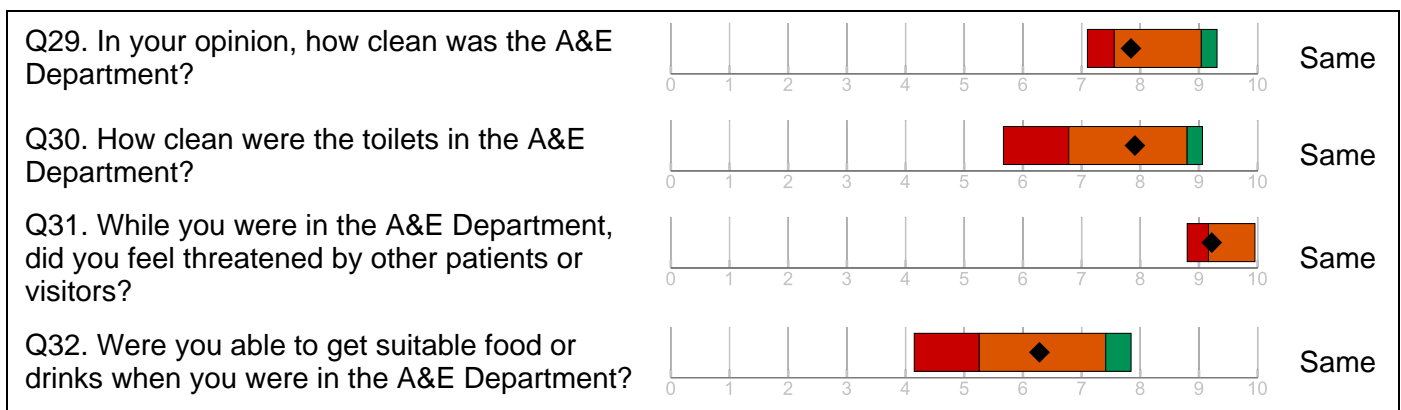 Q29. In your opinion, how clean was the A&E
Department?
Same
0 1 2 3 4 5 6 7 8 9 10
Q30. How clean were the toilets in the A&E
Department?
Same
0 1 2 3 4 5 6 7 8 9 10
Q31. While you were in the A&E Department,
did you feel threatened by other patients or
visitors?
Same
0 1 2 3 4 5 6 7 8 9 10
Q32. Were you able to get suitable food or
drinks when you were in the A&E Department?
Same
0 1 2 3 4 5 6 7 8 9 10